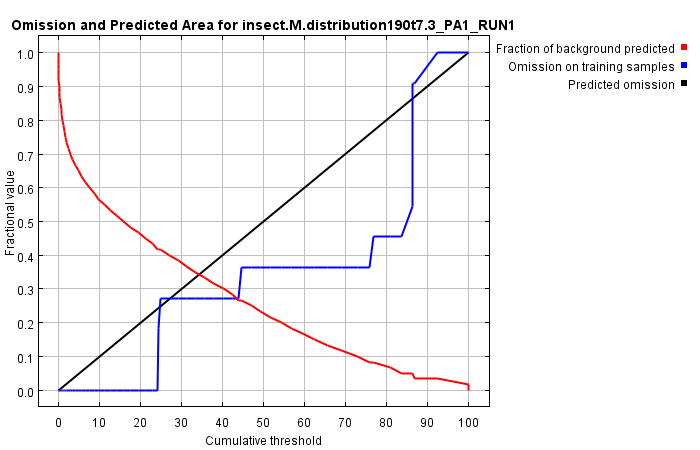 Omission and Predicted Area for insect.M.distribution190t7.3_PA1_RUN1
Fraction of background predicted
Omission on training samples
Predicted omission
1.0
0.9
0.8
0.7
0.6
0.5
0.4
0.3
0.2
0.1
0.0
Fractional value
0 10 20 30 40 50 60 70 80 90 100
Cumulative threshold